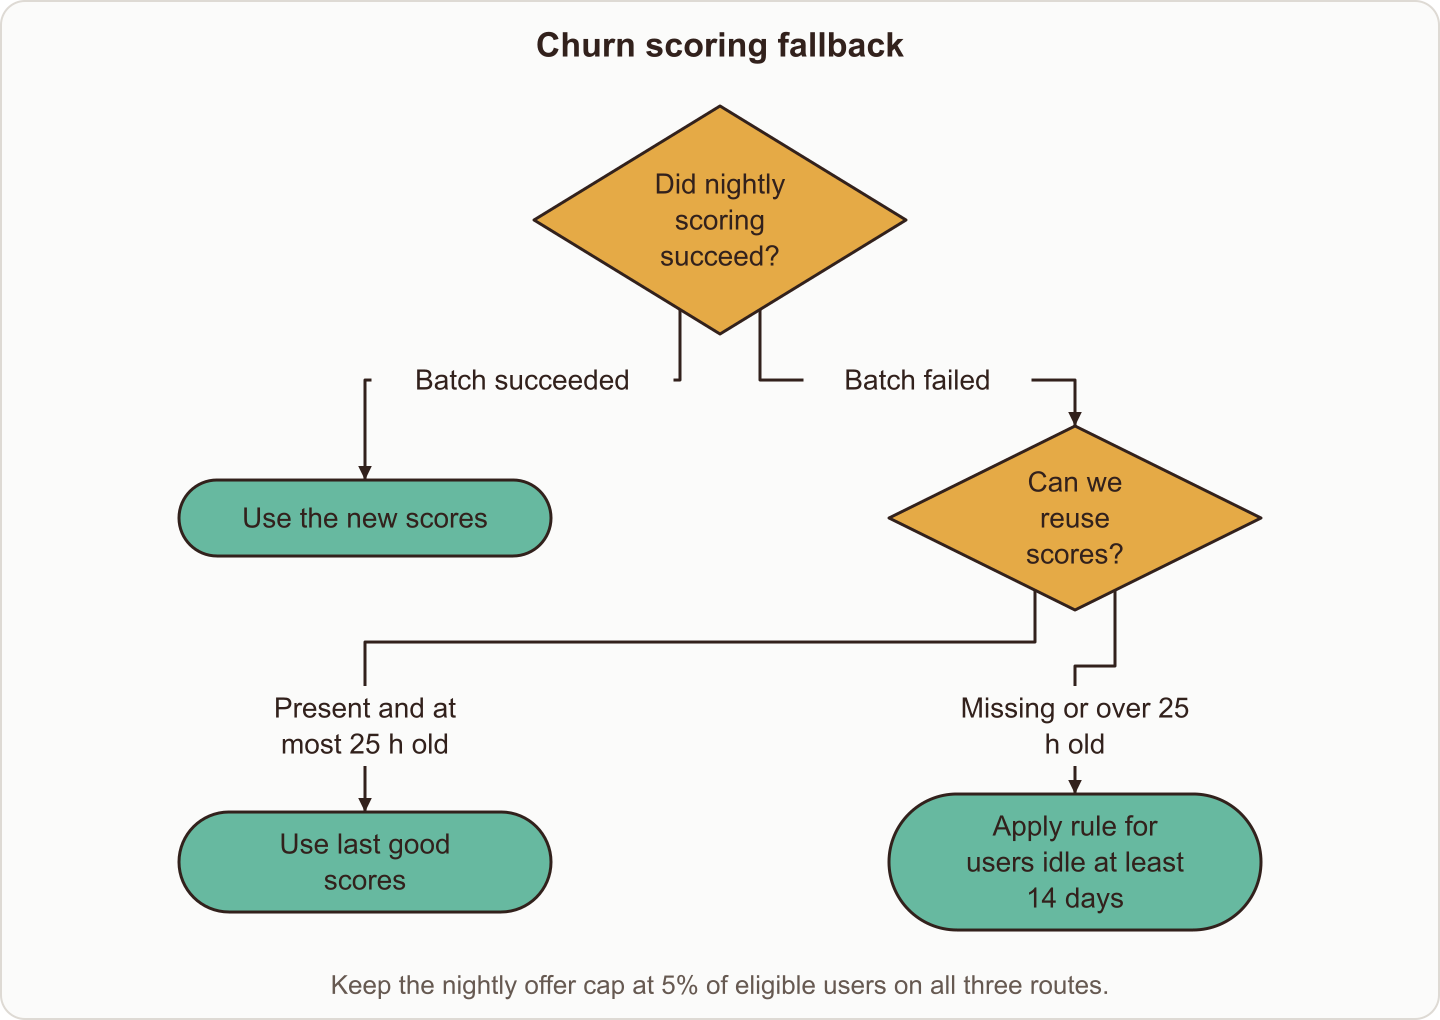 Churn scoring fallback
Did nightly
scoring
succeed?
Batch succeeded
Batch failed
Use the new scores
Can we
reuse
scores?
Present and at
most 25 h old
Missing or over 25
h old
Use last good
scores
Apply rule for
users idle at least
14 days
Keep the nightly offer cap at 5% of eligible users on all three routes.